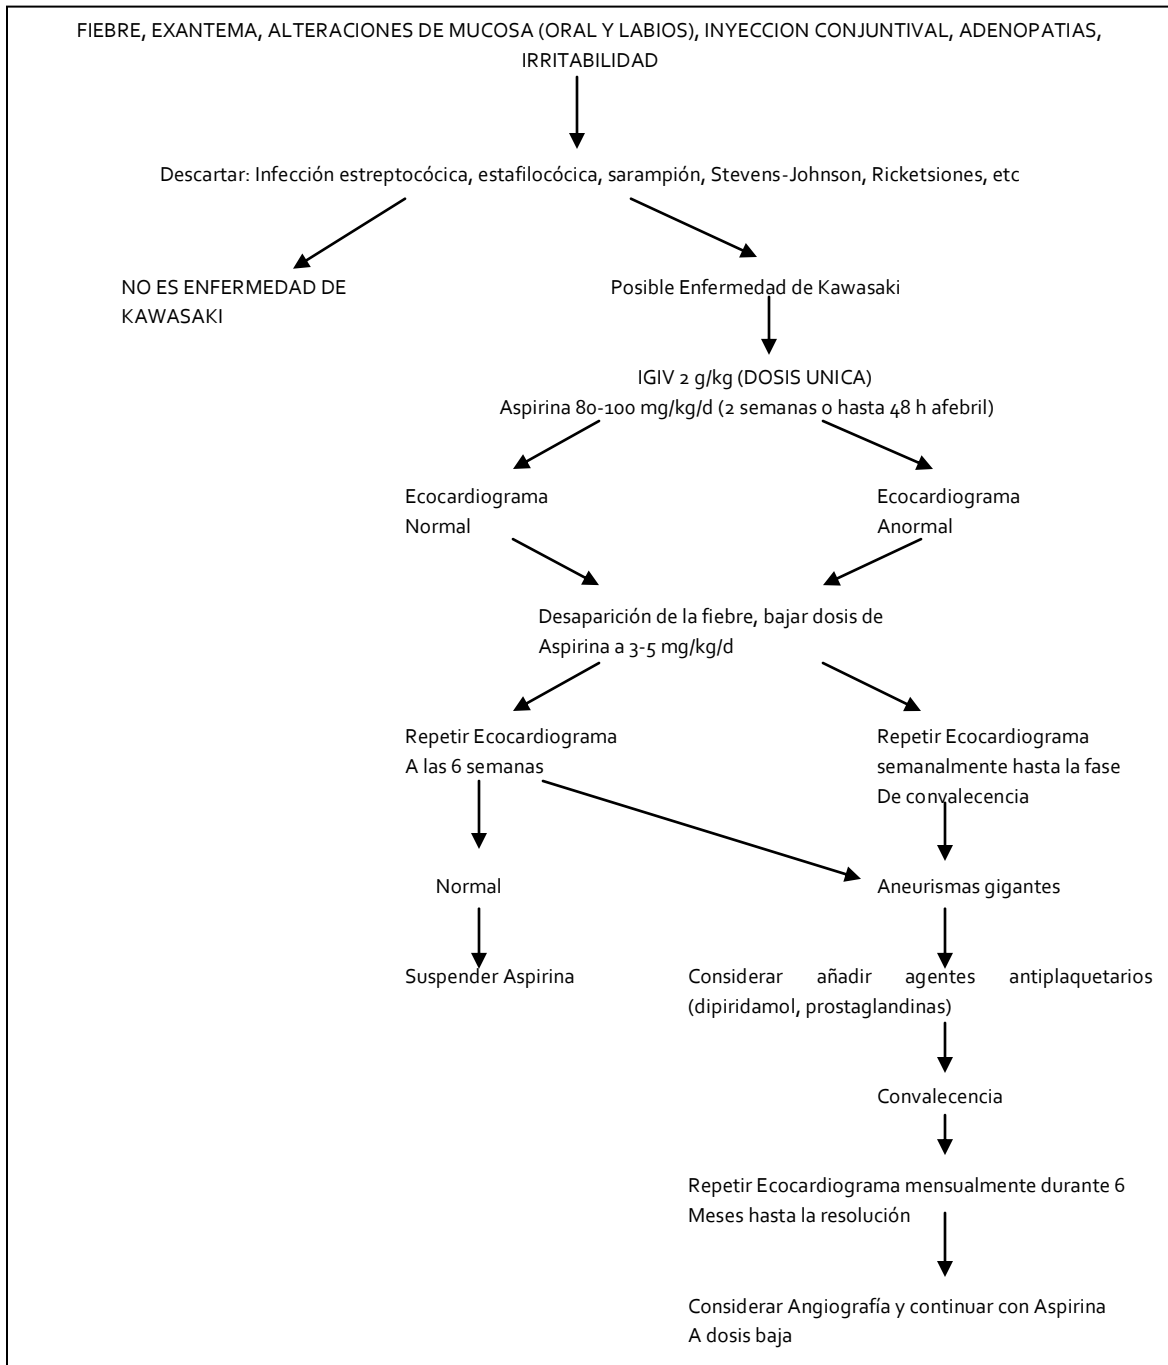 FIEBRE, EXANTEMA, ALTERACIONES DE MUCOSA (ORAL Y LABIOS), INYECCION CONJUNTIVAL, ADENOPATIAS,
IRRITABILIDAD
Descartar: Infección estreptocócica, estafilocócica, sarampión, Stevens-Johnson, Ricketsiones, etc
NO ES ENFERMEDAD DE
KAWASAKI
Posible Enfermedad de Kawasaki
IGIV 2 g/kg (DOSIS UNICA)
Aspirina 80-100 mg/kg/d (2 semanas o hasta 48 h afebril)
Ecocardiograma
Normal
Ecocardiograma
Anormal
Desaparición de la fiebre, bajar dosis de
Aspirina a 3-5 mg/kg/d
Repetir Ecocardiograma
A las 6 semanas
Repetir Ecocardiograma
semanalmente hasta la fase
De convalecencia
Normal
Aneurismas gigantes
Suspender Aspirina
Considerar añadir agentes antiplaquetarios
(dipiridamol, prostaglandinas)
Convalecencia
Repetir Ecocardiograma mensualmente durante 6
Meses hasta la resolución
Considerar Angiografía y continuar con Aspirina
A dosis baja